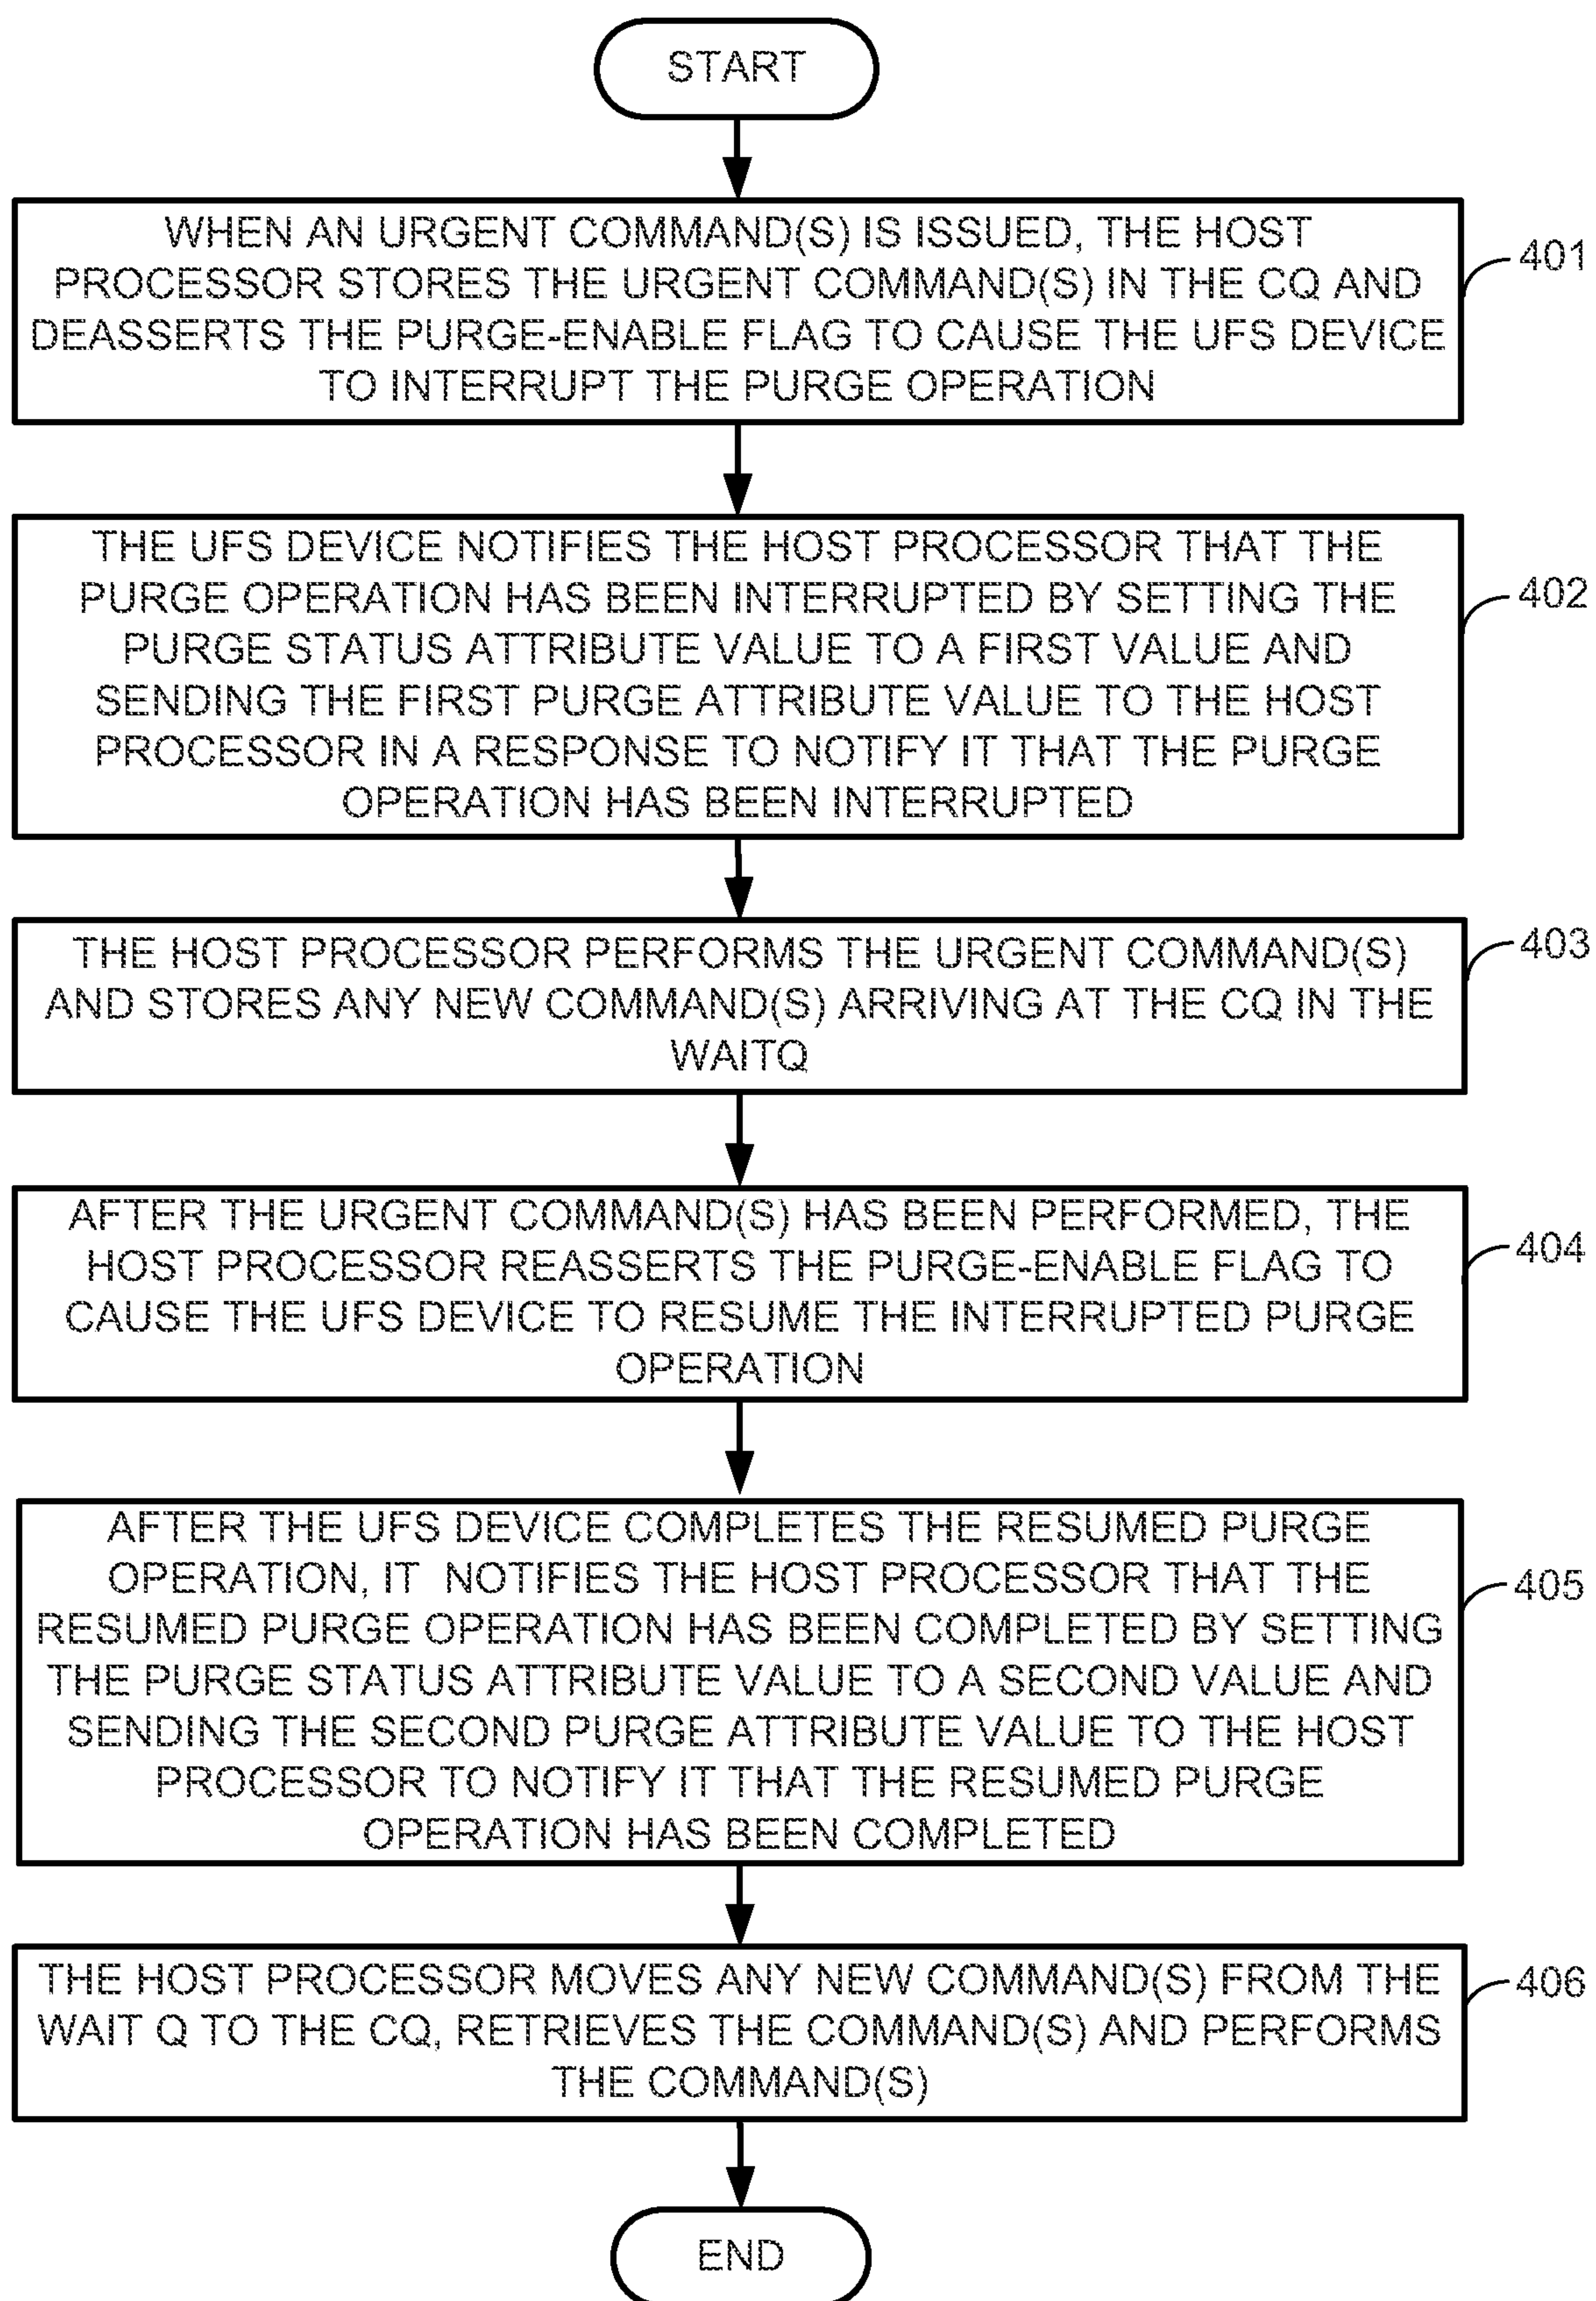 START
WHEN AN URGENT COMMAND(S) IS ISSUED, THE HOST
PROCESSOR STORES THE URGENT COMMAND(S) IN THE CQ AND
DEASSERTS THE PURGE-ENABLE FLAG TO CAUSE THE UFS DEVICE
TO INTERRUPT THE PURGE OPERATION
401
THE UFS DEVICE NOTIFIES THE HOST PROCESSOR THAT THE
PURGE OPERATION HAS BEEN INTERRUPTED BY SETTING THE
PURGE STATUS ATTRIBUTE VALUE TO A FIRST VALUE AND
SENDING THE FIRST PURGE ATTRIBUTE VALUE TO THE HOST
PROCESSOR IN A RESPONSE TO NOTIFY IT THAT THE PURGE
OPERATION HAS BEEN INTERRUPTED
402
THE HOST PROCESSOR PERFORMS THE URGENT COMMAND(S)
AND STORES ANY NEW COMMAND(S) ARRIVING AT THE CQ IN THE
WAITQ
403
AFTER THE URGENT COMMAND(S) HAS BEEN PERFORMED, THE
HOST PROCESSOR REASSERTS THE PURGE-ENABLE FLAG TO
CAUSE THE UFS DEVICE TO RESUME THE INTERRUPTED PURGE
OPERATION
404
AFTER THE UFS DEVICE COMPLETES THE RESUMED PURGE
OPERATION, IT NOTIFIES THE HOST PROCESSOR THAT THE
RESUMED PURGE OPERATION HAS BEEN COMPLETED BY SETTING
THE PURGE STATUS ATTRIBUTE VALUE TO A SECOND VALUE AND
SENDING THE SECOND PURGE ATTRIBUTE VALUE TO THE HOST
PROCESSOR TO NOTIFY IT THAT THE RESUMED PURGE
OPERATION HAS BEEN COMPLETED
405
THE HOST PROCESSOR MOVES ANY NEW COMMAND(S) FROM THE
WAIT Q TO THE CQ, RETRIEVES THE COMMAND(S) AND PERFORMS
THE COMMAND(S)
406
END